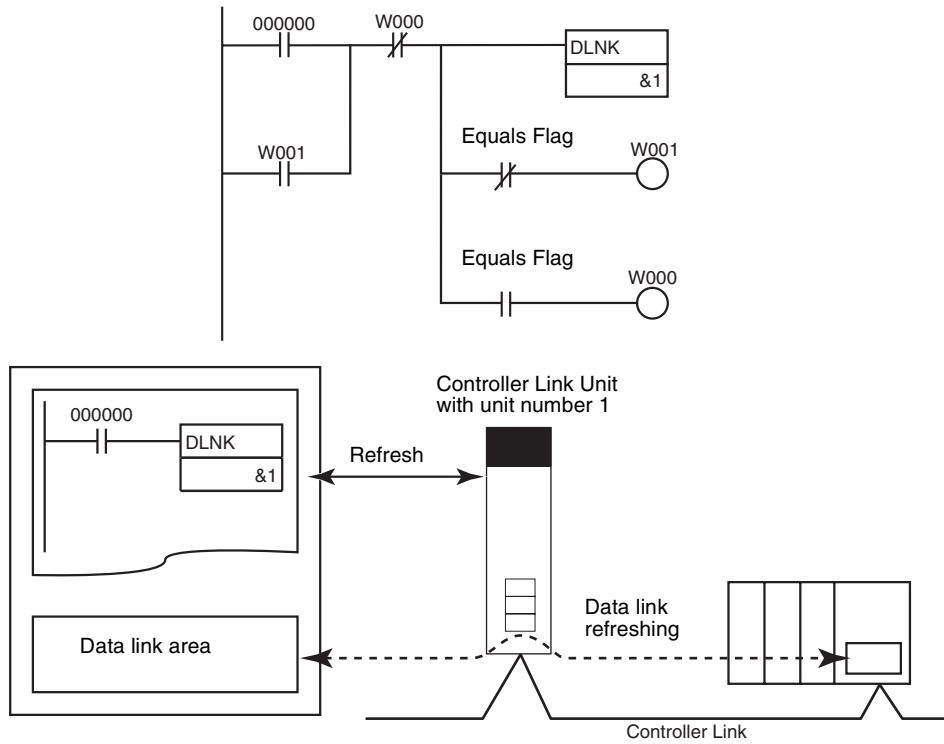 000000
W000
DLNK
&1
W001
Equals Flag
W001
Equals Flag
W000
Controller Link Unit
with unit number 1
000000
DLNK
&1
Refresh
Data link
refreshing
Data link area
Controller Link